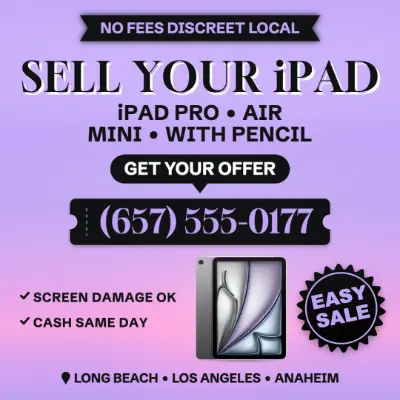 NO FEES DISCREET LOCAL
SELL YOUR iPAD
iPAD PRO • AIR
MINI • WITH PENCIL
GET YOUR OFFER
(657) 555-0177
✓ SCREEN DAMAGE OK
✓ CASH SAME DAY
EASY
SALE
LONG BEACH • LOS ANGELES • ANAHEIM